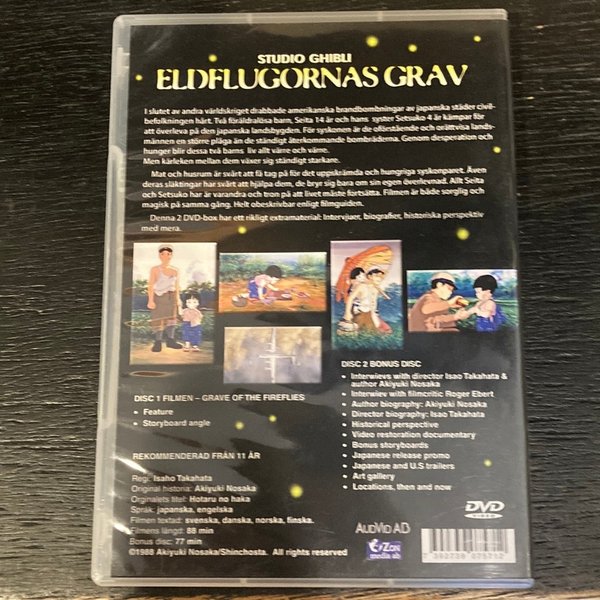 STUDIO GHIBLI
ELDFLUGORNAS GRAV
I slutet av andra världskriget drabbade amerikanska brandbombningar av japanska städer civil-
befolkningen hårt. Två föräldralösa barn, Seita 14 år och hans syster Setsuko 4 år kämpar för
att överleva på den japanska landsbygden. För syskonen är de oförstående och orättvisa lands-
männen en större plåga än de ständigt återkommande bombräderna. Genom desperation och
hunger blir dessa två barns liv allt värre och värre.
Men kärleken mellan dem växer sig ständigt starkare.
Mat och husrum är svårt att få tag på för det uppskrämda och hungriga syskonparet. Även
deras släktingar har svårt att hjälpa dem, de bryr sig bara om sin egen överlevnad. Allt Seita
och Setsuko har är varandra och tron på att livet måste fortsätta. Filmen är både sorglig och
magisk på samma gång. Helt obeskrivbar enligt filmguiden.
Denna 2 DVD-box har ett rikligt extramaterial: Intervjuer, biografier, historiska perspektiv
med mera.
DISC 1 FILMEN – GRAVE OF THE FIREFLIES
• Feature
• Storyboard angle
REKOMMENDERAD FRÅN 11 ÅR
Regi: Isaho Takahata
Original historia: Akiyuki Nosaka
Orginalets titel: Hotaru no haka
Språk: japanska, engelska
Filmen textad: svenska, danska, norska, finska.
Filmens längd: 88 min
Bonus disc: 77 min
©1988 Akiyuki Nosaka/Shinchosta. All rights reserved
DISC 2 BONUS DISC
• Interwievs with director Isao Takahata &
author Akiyuki Nosaka
• Interwiev with filmcritic Roger Ebert
• Author biography: Akiyuki Nosaka
• Director biography: Isao Takahata
• Historical perspective
• Video restoration documentary
• Bonus storyboards
• Japanese release promo
• Japanese and U.S trailers
• Art gallery
• Locations, then and now
AUDVID AB
EzZon
media ab
DVD
VIDEO